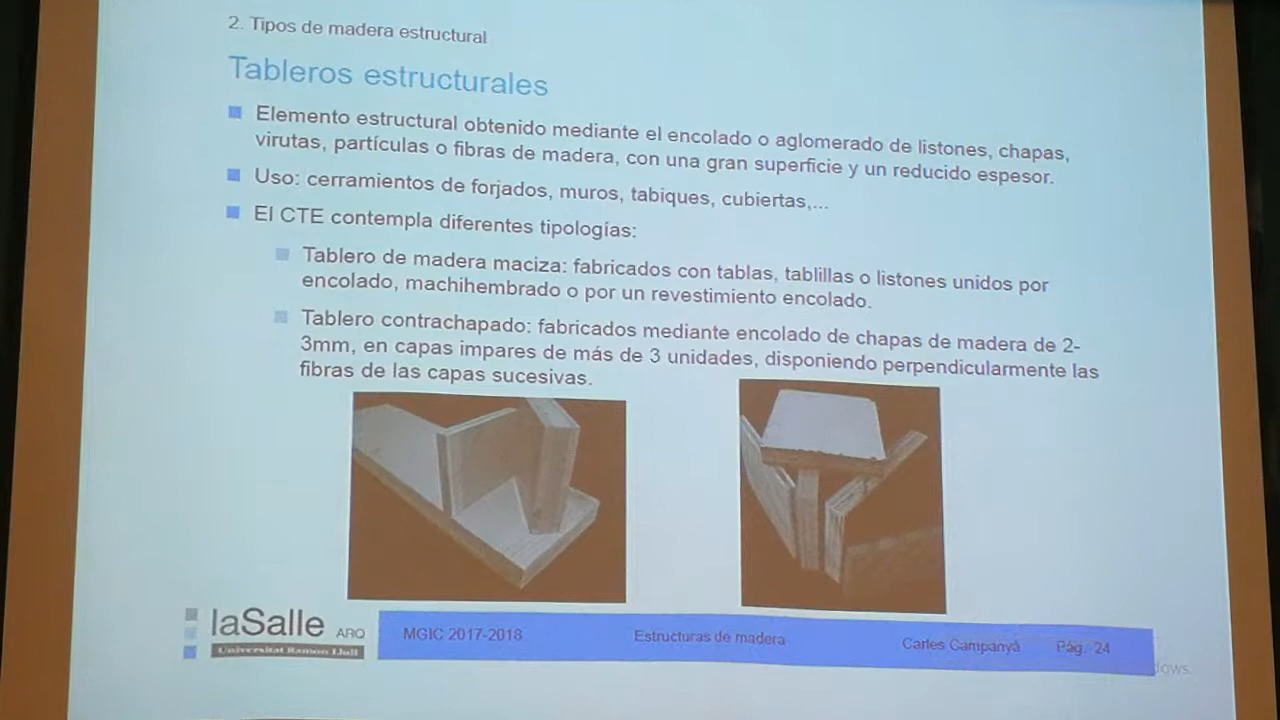 2. Tipos de madera estructural
Tableros estructurales
Elemento estructural obtenido mediante el encolado o aglomerado de listones, chapas,
virutas, partículas o fibras de madera, con una gran superficie y un reducido espesor.
Uso: cerramientos de forjados, muros, tabiques, cubiertas,...
El CTE contempla diferentes tipologías:
Tablero de madera maciza: fabricados con tablas, tablillas o listones unidos por
encolado, machihembrado o por un revestimiento encolado.
Tablero contrachapado: fabricados mediante encolado de chapas de madera de 2-
3mm, en capas impares de más de 3 unidades, disponiendo perpendicularmente las
fibras de las capas sucesivas.
laSalle ARQ
Universitat Ramon Llull
MGIC 2017-2018 Estructuras de madera Carles Campanyà Pág. 24
dows.